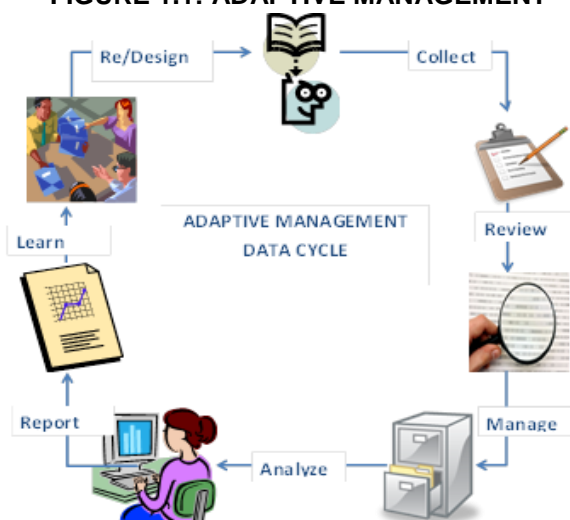 Re/Design
Collect
ADAPTIVE MANAGEMENT
DATA CYCLE
Learn
Review
Report
Manage
Analyze